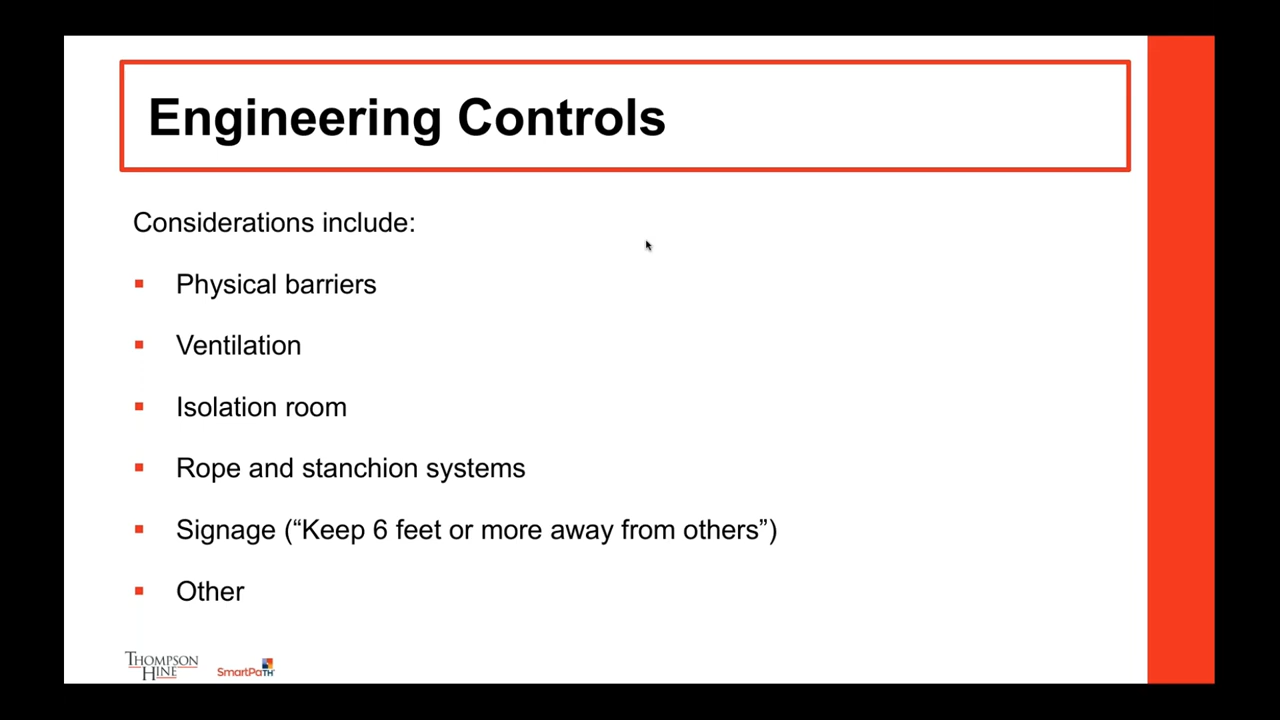 Engineering Controls
Considerations include:
Physical barriers
Ventilation
Isolation room
Rope and stanchion systems
Signage (“Keep 6 feet or more away from others”)
Other
THOMPSON
HINE
SmartPaTH